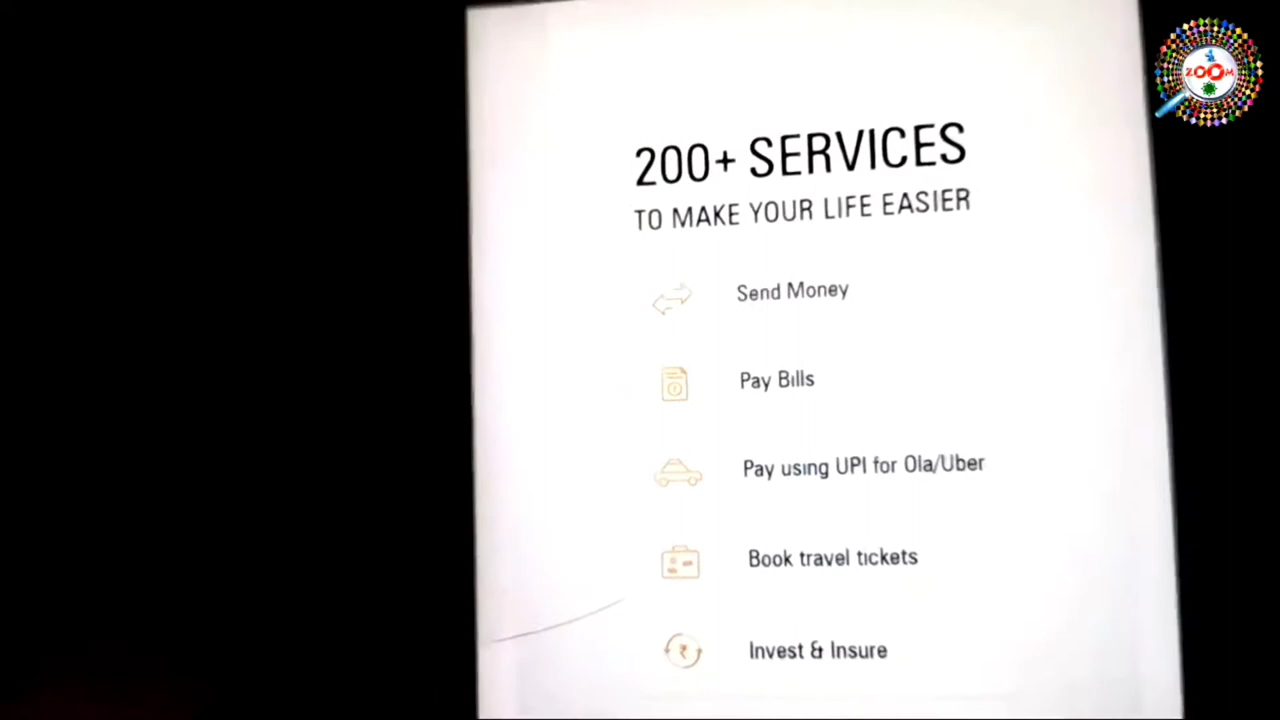 200+ SERVICES
TO MAKE YOUR LIFE EASIER
Send Money
Pay Bills
Pay using UPI for Ola/Uber
Book travel tickets
Invest & Insure
ZOOM